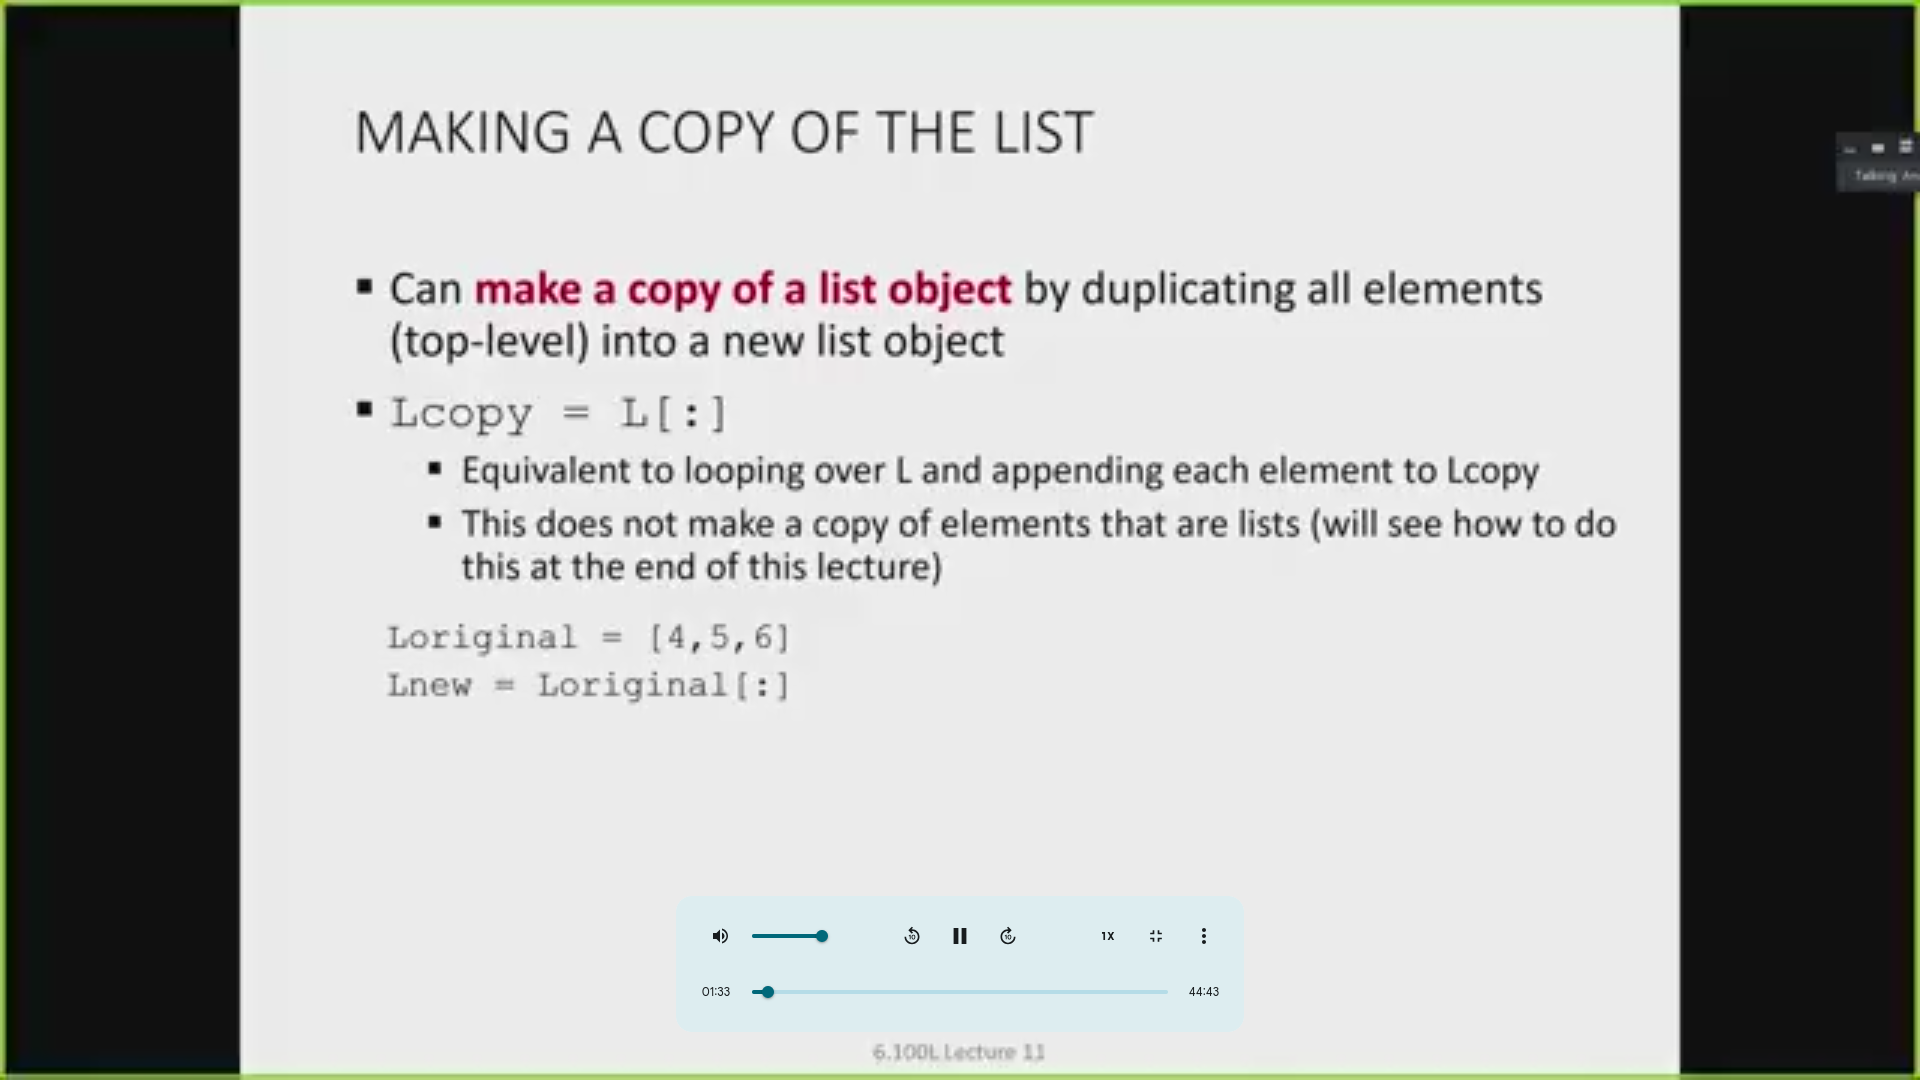 MAKING A COPY OF THE LIST
Talking
▪ Can make a copy of a list object by duplicating all elements
(top-level) into a new list object
▪ Lcopy = L[:]
▪ Equivalent to looping over L and appending each element to Lcopy
▪ This does not make a copy of elements that are lists (will see how to do
this at the end of this lecture)
Loriginal = [4,5,6]
Lnew = Loriginal[:]
10
10
1X
01:33
44:43
6.100L Lecture 11